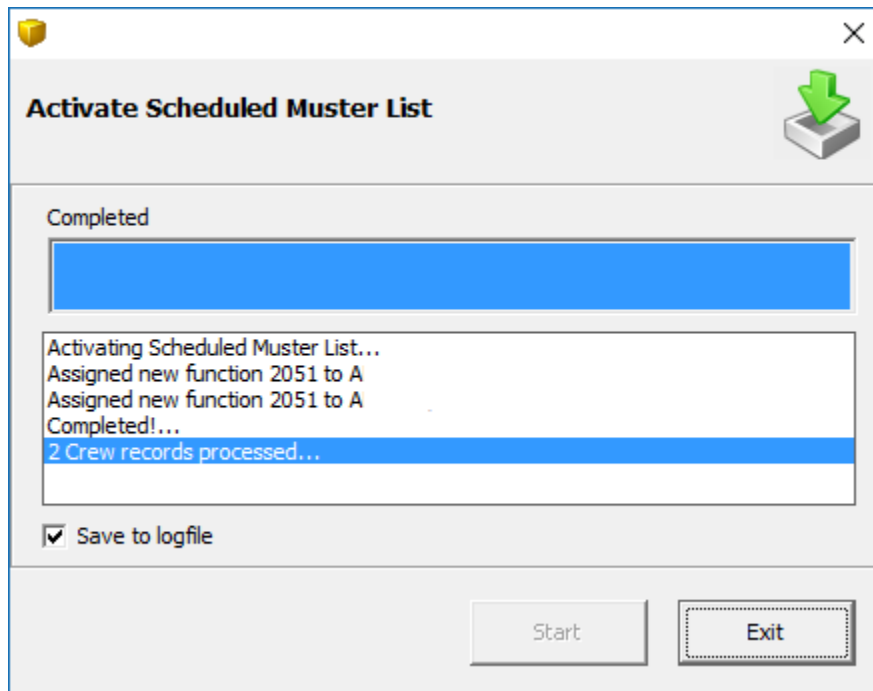 Activate Scheduled Muster List
Completed
Activating Scheduled Muster List...
Assigned new function 2051 to A
Assigned new function 2051 to A
Completed!...
2 Crew records processed...
Save to logfile
Start
Exit